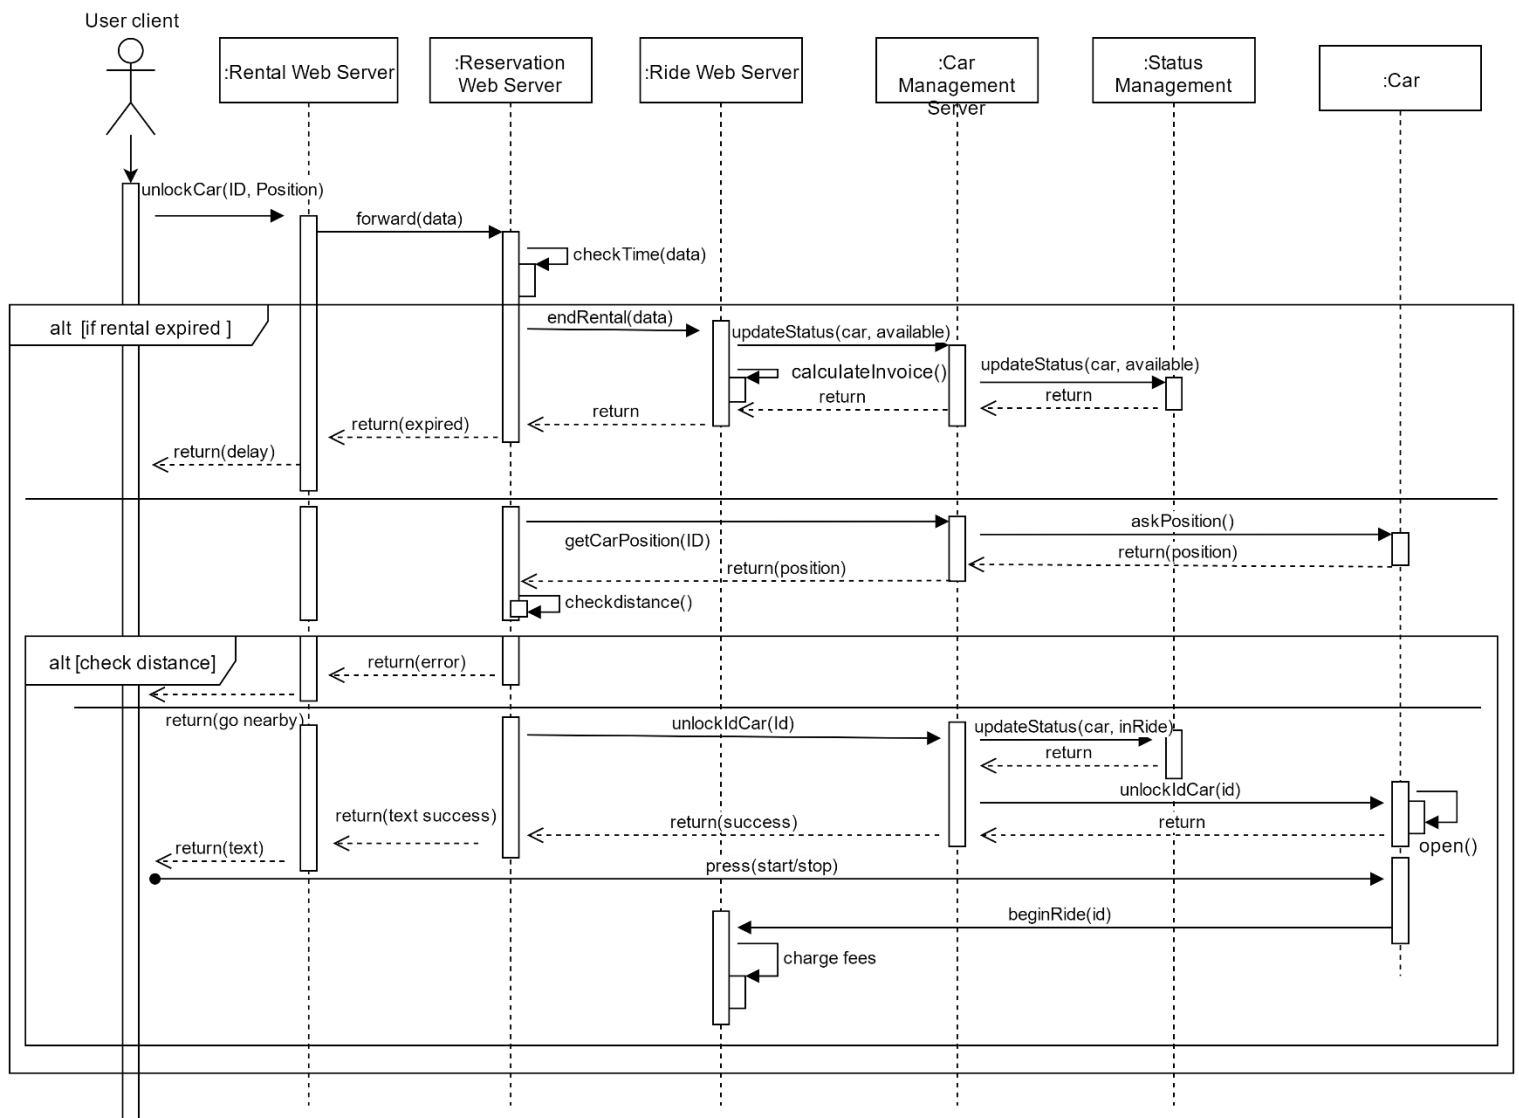 User client
:Rental Web Server
:Reservation
Web Server
:Ride Web Server
:Car
Management
Server
:Status
Management
:Car
unlockCar(ID, Position)
forward(data)
checkTime(data)
alt [if rental expired ]
endRental(data)
updateStatus(car, available)
updateStatus(car, available)
calculateInvoice()
return
return
return
return(expired)
return(delay)
askPosition()
getCarPosition(ID)
return(position)
return(position)
checkdistance()
alt [check distance]
return(error)
return(go nearby)
unlockIdCar(Id)
updateStatus(car, inRide)
return
unlockIdCar(id)
return(text success)
return(success)
return
open()
return(text)
press(start/stop)
beginRide(id)
charge fees